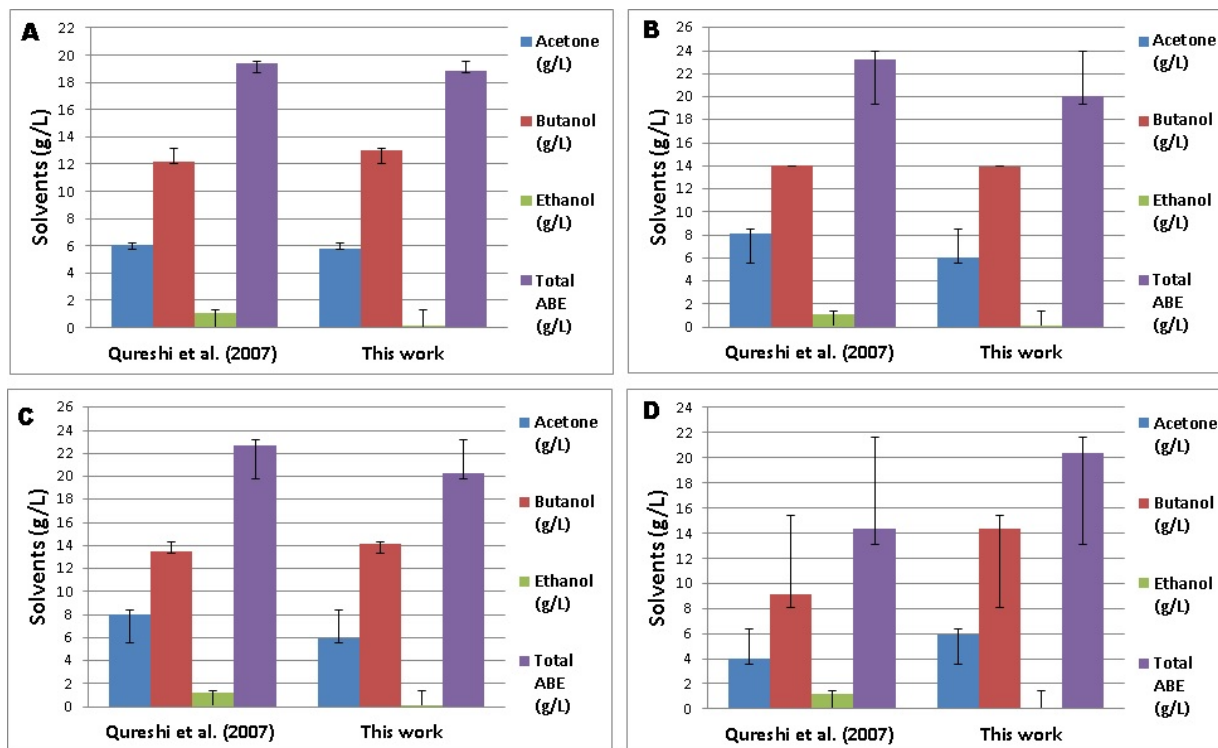 A
Solvents (g/L)
22
20
18
16
14
12
10
8
6
4
2
0
Qureshi et al. (2007)
This work
Acetone
(g/L)
Butanol
(g/L)
Ethanol
(g/L)
Total
ABE
(g/L)
B
Solvents (g/L)
26
24
22
20
18
16
14
12
10
8
6
4
2
0
Qureshi et al. (2007)
This work
Acetone
(g/L)
Butanol
(g/L)
Ethanol
(g/L)
Total
ABE
(g/L)
C
Solvents (g/L)
26
24
22
20
18
16
14
12
10
8
6
4
2
0
Qureshi et al. (2007)
This work
Acetone
(g/L)
Butanol
(g/L)
Ethanol
(g/L)
Total
ABE
(g/L)
D
Solvents (g/L)
24
22
20
18
16
14
12
10
8
6
4
2
0
Qureshi et al. (2007)
This work
Acetone
(g/L)
Butanol
(g/L)
Ethanol
(g/L)
Total
ABE
(g/L)